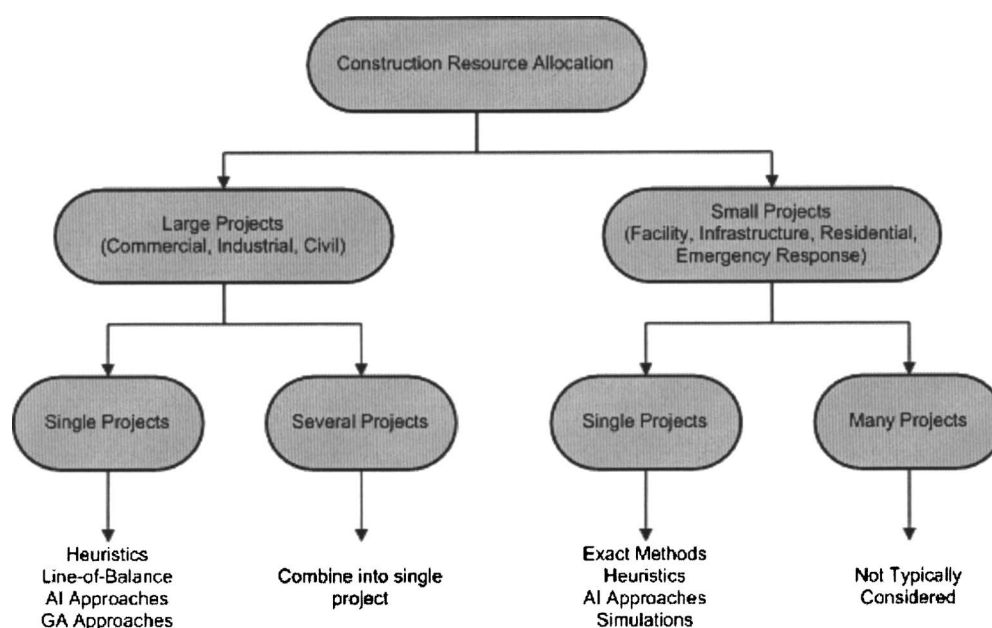 Construction Resource Allocation
Large Projects
(Commercial, Industrial, Civil)
Small Projects
(Facility, Infrastructure, Residential,
Emergency Response)
Single Projects
Several Projects
Single Projects
Many Projects
Heuristics
Line-of-Balance
AI Approaches
GA Approaches
Combine into single
project
Exact Methods
Heuristics
AI Approaches
Simulations
Not Typically
Considered